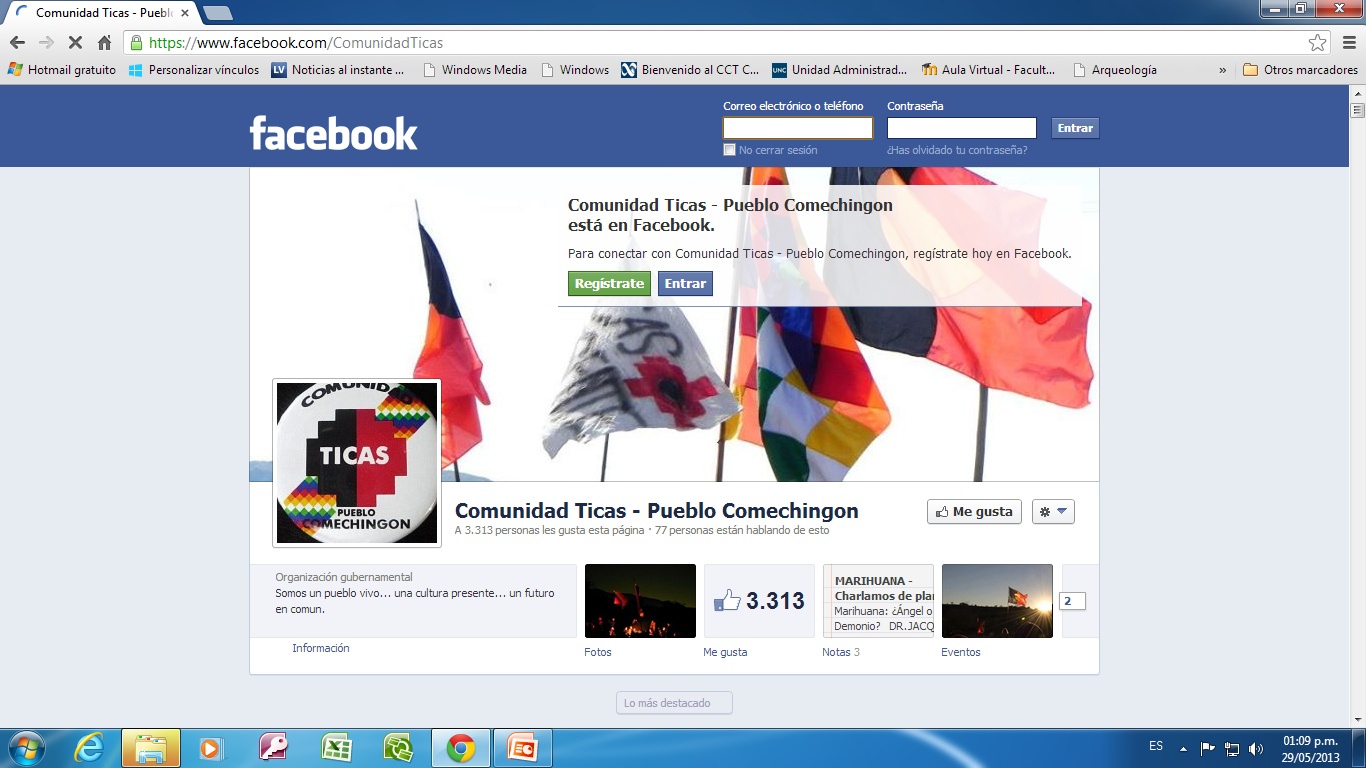 Comunidad Ticas - Puebl
https://www.facebook.com/ComunidadTicas
Hotmail gratuito
Personalizar vínculos
LV
Noticias al instante ...
Windows Media
Windows
Bienvenido al CCT C...
UNC
Unidad Administrad...
Aula Virtual - Facult...
Arqueología
»
Otros marcadores
facebook
Correo electrónico o teléfono
Contraseña
Entrar
No cerrar sesión
¿Has olvidado tu contraseña?
Comunidad Ticas - Pueblo Comechingon
está en Facebook.
Para conectar con Comunidad Ticas - Pueblo Comechingon, regístrate hoy en Facebook.
Regístrate
Entrar
COMUNIDAD
TICAS
PUEBLO
COMECHINGON
Comunidad Ticas - Pueblo Comechingon
A 3.313 personas les gusta esta página · 77 personas están hablando de esto
Me gusta
Organización gubernamental
Somos un pueblo vivo... una cultura presente... un futuro
en comun.
Información
Fotos
3.313
Me gusta
MARIHUANA -
Charlamos de pla
Marihuana: ¿Ángel o
Demonio? DR.JACQ
Notas 3
Eventos
2
Lo más destacado
ES
01:09 p.m.
29/05/2013